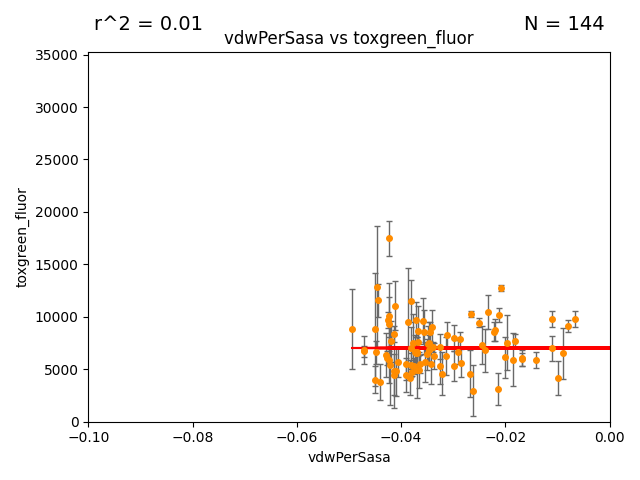 r^2 = 0.01
N = 144
vdwPerSasa vs toxgreen_fluor
35000
30000
25000
20000
15000
10000
5000
0
toxgreen_fluor
−0.10
−0.08
−0.06
−0.04
−0.02
0.00
vdwPerSasa